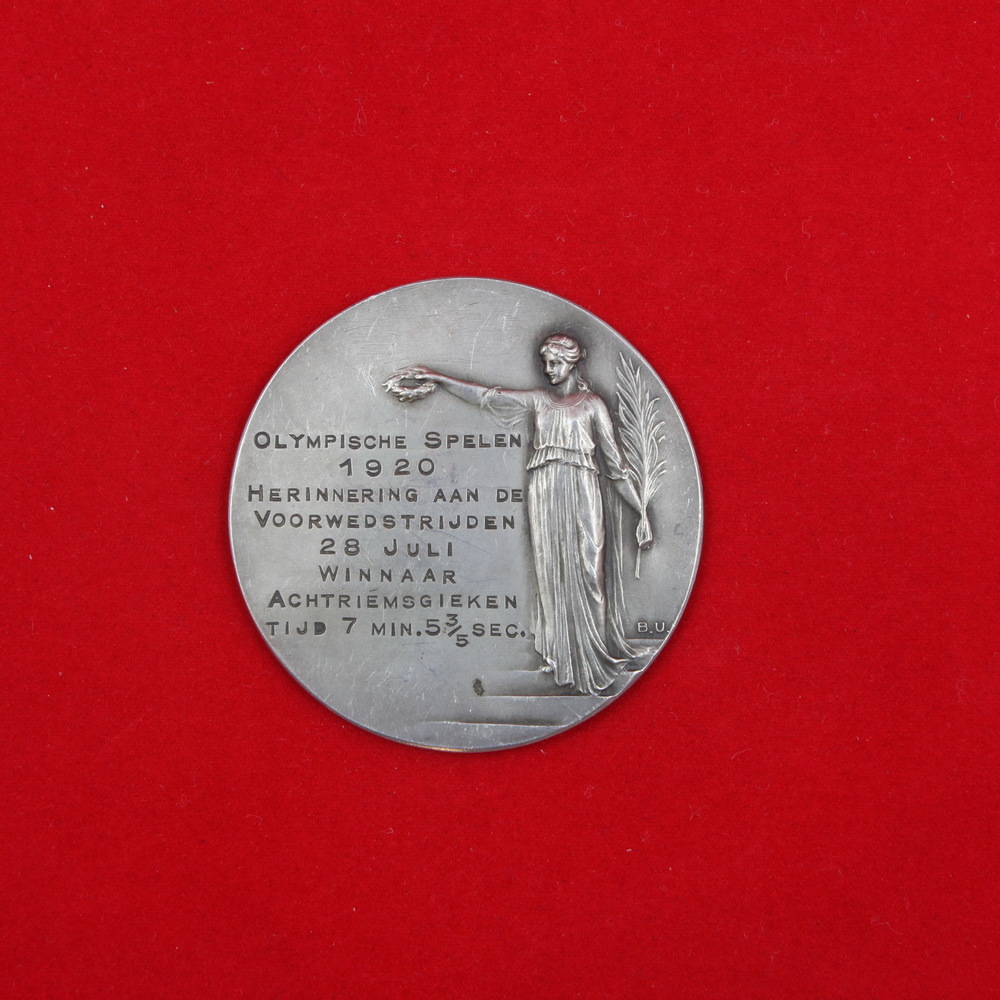 OLYMPISCHE SPELEN
1920
HERINNERING AAN DE
VOORWEDSTRIJDEN
28 JULI
WINNAAR
ACHTRIEMSGIEKEN
TIJD 7 MIN. 5 3/5 SEC.
B.U.